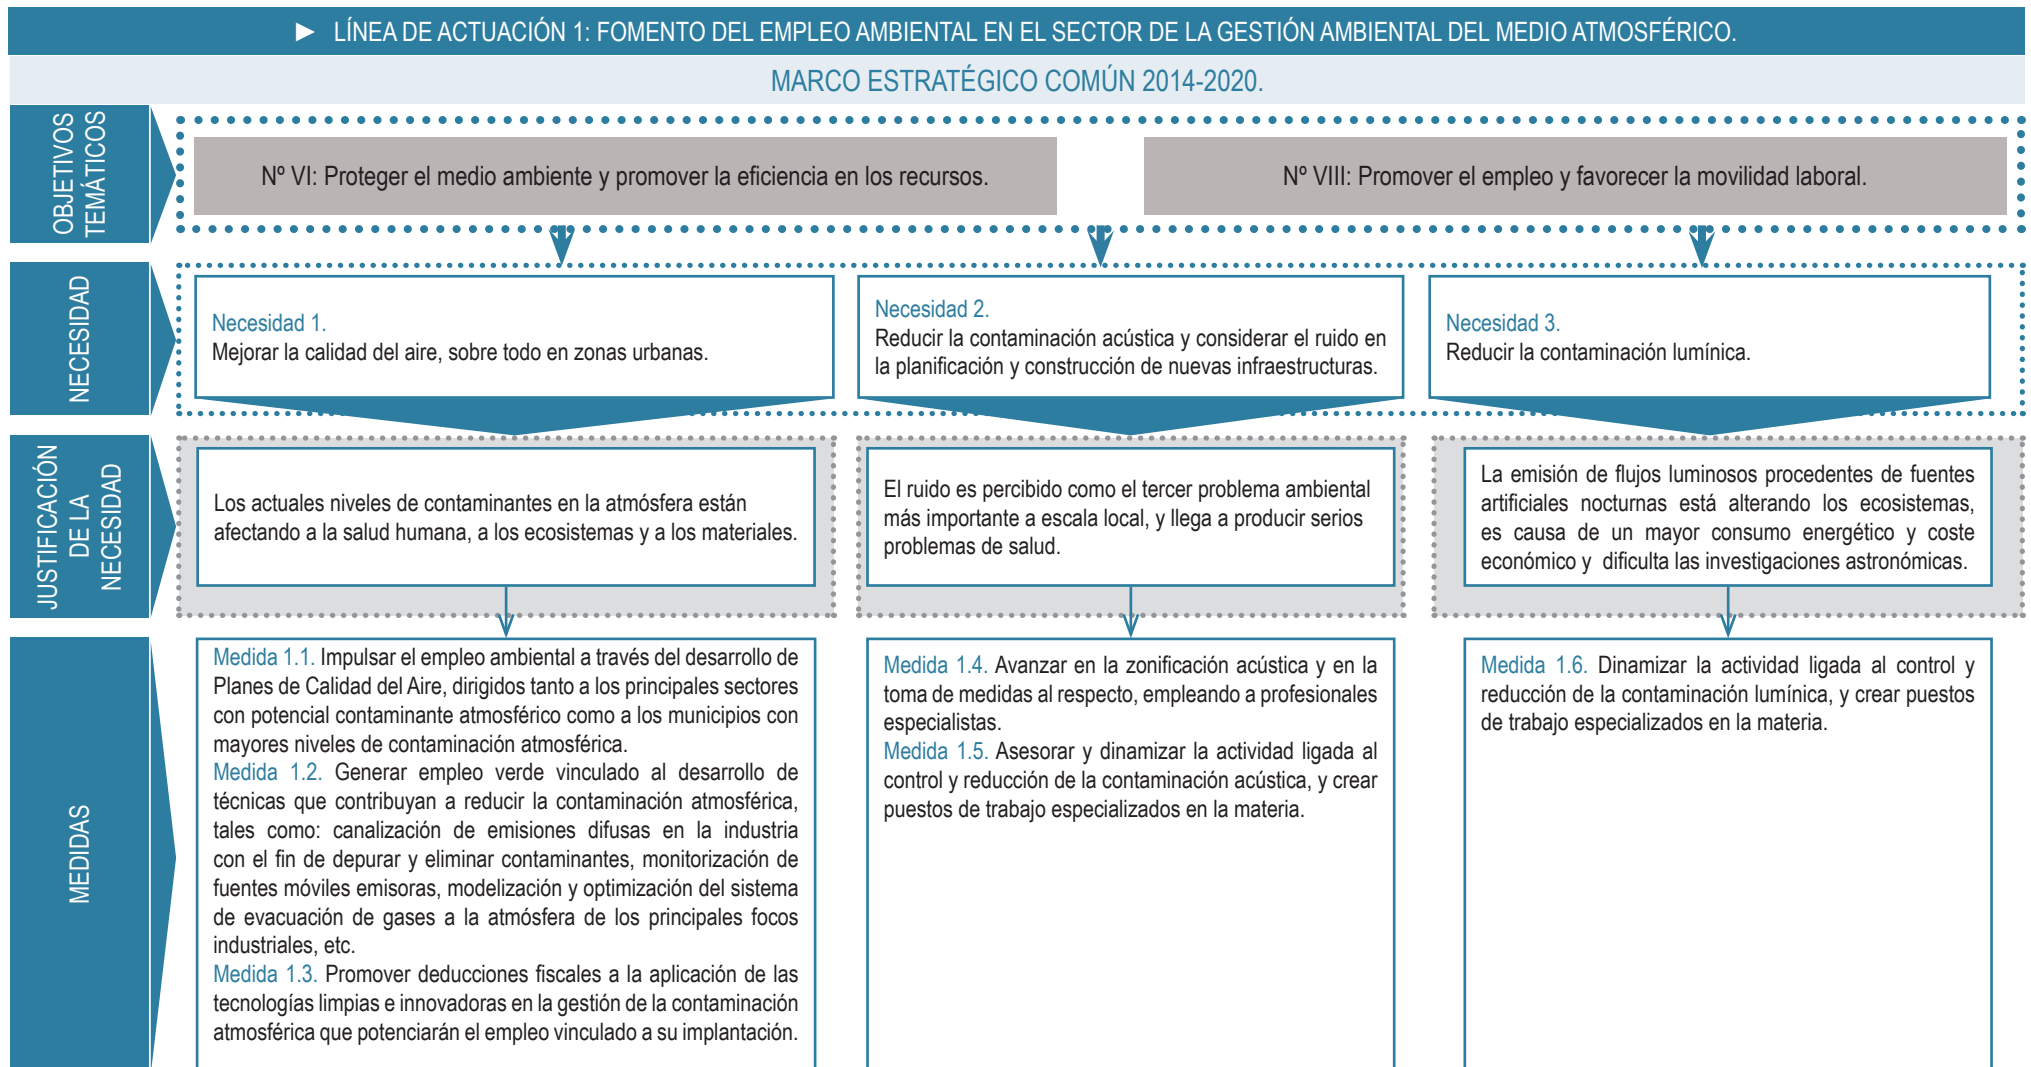 ► LÍNEA DE ACTUACIÓN 1: FOMENTO DEL EMPLEO AMBIENTAL EN EL SECTOR DE LA GESTIÓN AMBIENTAL DEL MEDIO ATMOSFÉRICO.
MARCO ESTRATÉGICO COMÚN 2014-2020.
OBJETIVOS
TEMÁTICOS
Nº VI: Proteger el medio ambiente y promover la eficiencia en los recursos.
Nº VIII: Promover el empleo y favorecer la movilidad laboral.
NECESIDAD
Necesidad 1.
Mejorar la calidad del aire, sobre todo en zonas urbanas.
Necesidad 2.
Reducir la contaminación acústica y considerar el ruido en
la planificación y construcción de nuevas infraestructuras.
Necesidad 3.
Reducir la contaminación lumínica.
JUSTIFICACIÓN
DE LA
NECESIDAD
Los actuales niveles de contaminantes en la atmósfera están
afectando a la salud humana, a los ecosistemas y a los materiales.
El ruido es percibido como el tercer problema ambiental
más importante a escala local, y llega a producir serios
problemas de salud.
La emisión de flujos luminosos procedentes de fuentes
artificiales nocturnas está alterando los ecosistemas,
es causa de un mayor consumo energético y coste
económico y dificulta las investigaciones astronómicas.
MEDIDAS
Medida 1.1. Impulsar el empleo ambiental a través del desarrollo de
Planes de Calidad del Aire, dirigidos tanto a los principales sectores
con potencial contaminante atmosférico como a los municipios con
mayores niveles de contaminación atmosférica.
Medida 1.2. Generar empleo verde vinculado al desarrollo de
técnicas que contribuyan a reducir la contaminación atmosférica,
tales como: canalización de emisiones difusas en la industria
con el fin de depurar y eliminar contaminantes, monitorización de
fuentes móviles emisoras, modelización y optimización del sistema
de evacuación de gases a la atmósfera de los principales focos
industriales, etc.
Medida 1.3. Promover deducciones fiscales a la aplicación de las
tecnologías limpias e innovadoras en la gestión de la contaminación
atmosférica que potenciarán el empleo vinculado a su implantación.
Medida 1.4. Avanzar en la zonificación acústica y en la
toma de medidas al respecto, empleando a profesionales
especialistas.
Medida 1.5. Asesorar y dinamizar la actividad ligada al
control y reducción de la contaminación acústica, y crear
puestos de trabajo especializados en la materia.
Medida 1.6. Dinamizar la actividad ligada al control y
reducción de la contaminación lumínica, y crear puestos
de trabajo especializados en la materia.